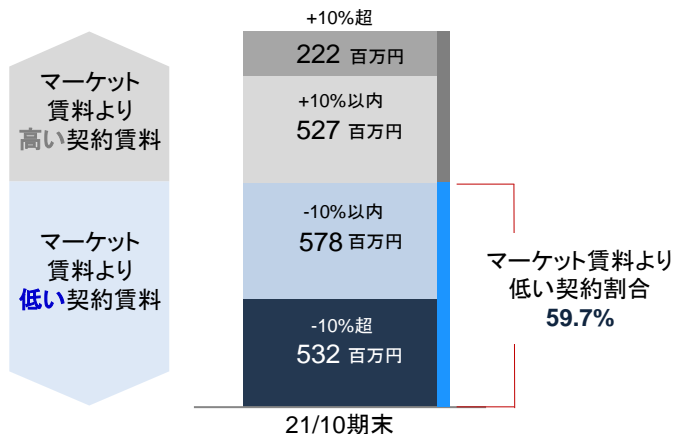 マーケット
賃料より
高い契約賃料
マーケット
賃料より
低い契約賃料
+10%超
222 百万円
+10%以内
527 百万円
-10%以内
578 百万円
-10%超
532 百万円
21/10期末
マーケット賃料より
低い契約割合
59.7%